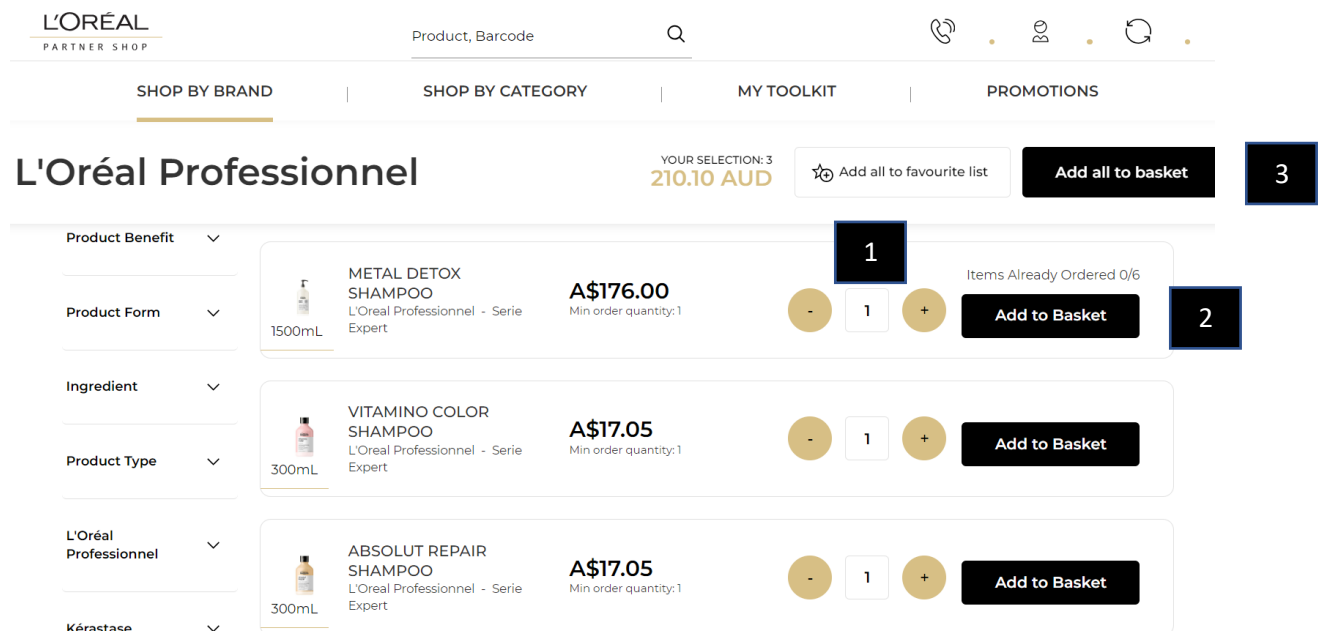 L'ORÉAL
PARTNER SHOP
Product, Barcode
SHOP BY BRAND
SHOP BY CATEGORY
MY TOOLKIT
PROMOTIONS
L'Oréal Professionnel
YOUR SELECTION: 3
210.10 AUD
Add all to favourite list
Add all to basket
3
Product Benefit
Product Form
Ingredient
Product Type
L'Oréal
Professionnel
Kérastase
1
1500mL
METAL DETOX
SHAMPOO
L'Oreal Professionnel - Serie
Expert
A$176.00
Min order quantity: 1
- 1 +
Items Already Ordered 0/6
Add to Basket
2
300mL
VITAMINO COLOR
SHAMPOO
L'Oreal Professionnel - Serie
Expert
A$17.05
Min order quantity: 1
- 1 +
Add to Basket
300mL
ABSOLUT REPAIR
SHAMPOO
L'Oreal Professionnel - Serie
Expert
A$17.05
Min order quantity: 1
- 1 +
Add to Basket